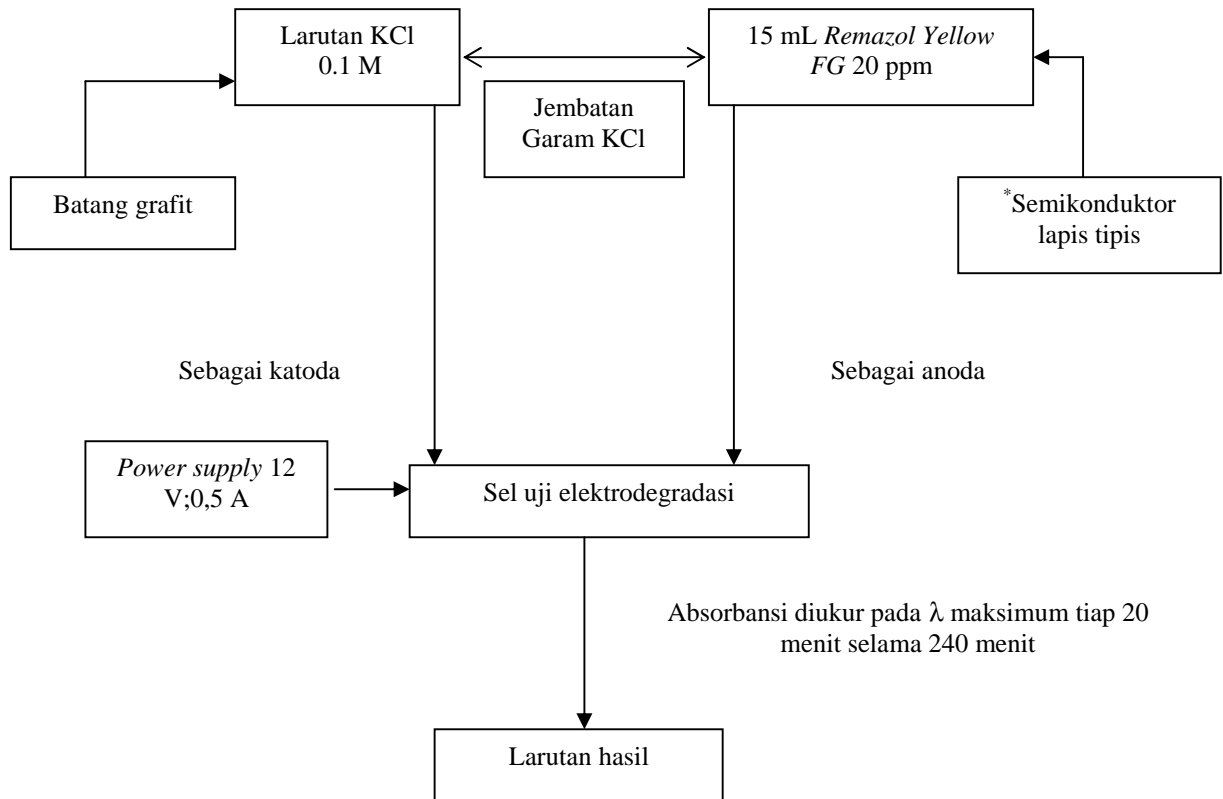 Larutan KCl
0.1 M
15 mL Remazol Yellow
FG 20 ppm
Jembatan
Garam KCl
Batang grafit
*Semikonduktor
lapis tipis
Sebagai katoda
Sebagai anoda
Power supply 12
V;0,5 A
Sel uji elektrodegradasi
Absorbansi diukur pada λ maksimum tiap 20
menit selama 240 menit
Larutan hasil